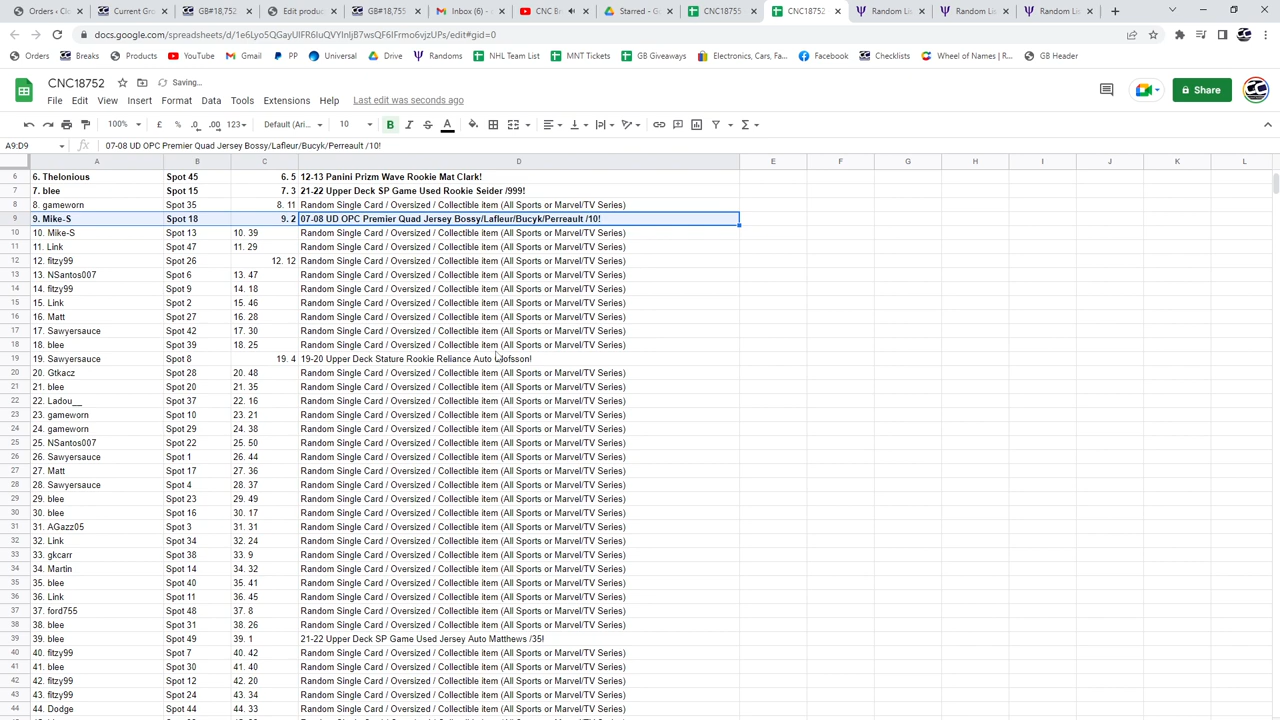 Orders < Clo
Current Gro
GB#18,752
Edit produc
GB#18,755
Inbox (6) -
CNC Br
Starred - Go
CNC18755
CNC18752
Random Lis
Random Lis
Random Lis
docs.google.com/spreadsheets/d/1e6Lyo5QGayUIFR6IuQVYlnIjB7wsQF6IFrmo6vjzUPs/edit#gid=0
Orders Breaks Products YouTube Gmail PP Universal Drive Randoms NHL Team List MNT Tickets GB Giveaways Electronics, Cars, Fa... Facebook Checklists Wheel of Names | R... GB Header
CNC18752 Saving...
File Edit View Insert Format Data Tools Extensions Help Last edit was seconds ago
Share
100% £ % .0 .00 123 Default (Ari... 10 B I S A
A9:D9 07-08 UD OPC Premier Quad Jersey Bossy/Lafleur/Bucyk/Perreault /10!
A B C D E F G H I J K L
6 6. Thelonious Spot 45 6. 5 12-13 Panini Prizm Wave Rookie Mat Clark!
7 7. blee Spot 15 7. 3 21-22 Upper Deck SP Game Used Rookie Seider /999!
8 8. gameworn Spot 35 8. 11 Random Single Card / Oversized / Collectible item (All Sports or Marvel/TV Series)
9 9. Mike-S Spot 18 9. 2 07-08 UD OPC Premier Quad Jersey Bossy/Lafleur/Bucyk/Perreault /10!
10 10. Mike-S Spot 13 10. 39 Random Single Card / Oversized / Collectible item (All Sports or Marvel/TV Series)
11 11. Link Spot 47 11. 29 Random Single Card / Oversized / Collectible item (All Sports or Marvel/TV Series)
12 12. fitzy99 Spot 26 12. 12 Random Single Card / Oversized / Collectible item (All Sports or Marvel/TV Series)
13 13. NSantos007 Spot 6 13. 47 Random Single Card / Oversized / Collectible item (All Sports or Marvel/TV Series)
14 14. fitzy99 Spot 9 14. 18 Random Single Card / Oversized / Collectible item (All Sports or Marvel/TV Series)
15 15. Link Spot 2 15. 46 Random Single Card / Oversized / Collectible item (All Sports or Marvel/TV Series)
16 16. Matt Spot 27 16. 28 Random Single Card / Oversized / Collectible item (All Sports or Marvel/TV Series)
17 17. Sawyersauce Spot 42 17. 30 Random Single Card / Oversized / Collectible item (All Sports or Marvel/TV Series)
18 18. blee Spot 39 18. 25 Random Single Card / Oversized / Collectible item (All Sports or Marvel/TV Series)
19 19. Sawyersauce Spot 8 19. 4 19-20 Upper Deck Stature Rookie Reliance Auto
20 20. Gtkacz Spot 28 20. 48 Random Single Card / Oversized / Collectible item (All Sports or Marvel/TV Series)
21 21. blee Spot 20 21. 35 Random Single Card / Oversized / Collectible item (All Sports or Marvel/TV Series)
22 22. Ladou__ Spot 37 22. 16 Random Single Card / Oversized / Collectible item (All Sports or Marvel/TV Series)
23 23. gameworn Spot 10 23. 21 Random Single Card / Oversized / Collectible item (All Sports or Marvel/TV Series)
24 24. gameworn Spot 29 24. 38 Random Single Card / Oversized / Collectible item (All Sports or Marvel/TV Series)
25 25. NSantos007 Spot 22 25. 50 Random Single Card / Oversized / Collectible item (All Sports or Marvel/TV Series)
26 26. Sawyersauce Spot 1 26. 44 Random Single Card / Oversized / Collectible item (All Sports or Marvel/TV Series)
27 27. Matt Spot 17 27. 36 Random Single Card / Oversized / Collectible item (All Sports or Marvel/TV Series)
28 28. Sawyersauce Spot 4 28. 37 Random Single Card / Oversized / Collectible item (All Sports or Marvel/TV Series)
29 29. blee Spot 23 29. 49 Random Single Card / Oversized / Collectible item (All Sports or Marvel/TV Series)
30 30. blee Spot 16 30. 17 Random Single Card / Oversized / Collectible item (All Sports or Marvel/TV Series)
31 31. AGazz05 Spot 3 31. 31 Random Single Card / Oversized / Collectible item (All Sports or Marvel/TV Series)
32 32. Link Spot 34 32. 24 Random Single Card / Oversized / Collectible item (All Sports or Marvel/TV Series)
33 33. gkcarr Spot 38 33. 9 Random Single Card / Oversized / Collectible item (All Sports or Marvel/TV Series)
34 34. Martin Spot 14 34. 32 Random Single Card / Oversized / Collectible item (All Sports or Marvel/TV Series)
35 35. blee Spot 40 35. 41 Random Single Card / Oversized / Collectible item (All Sports or Marvel/TV Series)
36 36. Link Spot 11 36. 45 Random Single Card / Oversized / Collectible item (All Sports or Marvel/TV Series)
37 37. ford755 Spot 48 37. 8 Random Single Card / Oversized / Collectible item (All Sports or Marvel/TV Series)
38 38. blee Spot 31 38. 26 Random Single Card / Oversized / Collectible item (All Sports or Marvel/TV Series)
39 39. blee Spot 49 39. 1 21-22 Upper Deck SP Game Used Jersey Auto Matthews /35!
40 40. fitzy99 Spot 7 40. 42 Random Single Card / Oversized / Collectible item (All Sports or Marvel/TV Series)
41 41. blee Spot 30 41. 40 Random Single Card / Oversized / Collectible item (All Sports or Marvel/TV Series)
42 42. fitzy99 Spot 12 42. 20 Random Single Card / Oversized / Collectible item (All Sports or Marvel/TV Series)
43 43. fitzy99 Spot 24 43. 34 Random Single Card / Oversized / Collectible item (All Sports or Marvel/TV Series)
44 44. Dodge Spot 44 44. 33 Random Single Card / Oversized / Collectible item (All Sports or Marvel/TV Series)